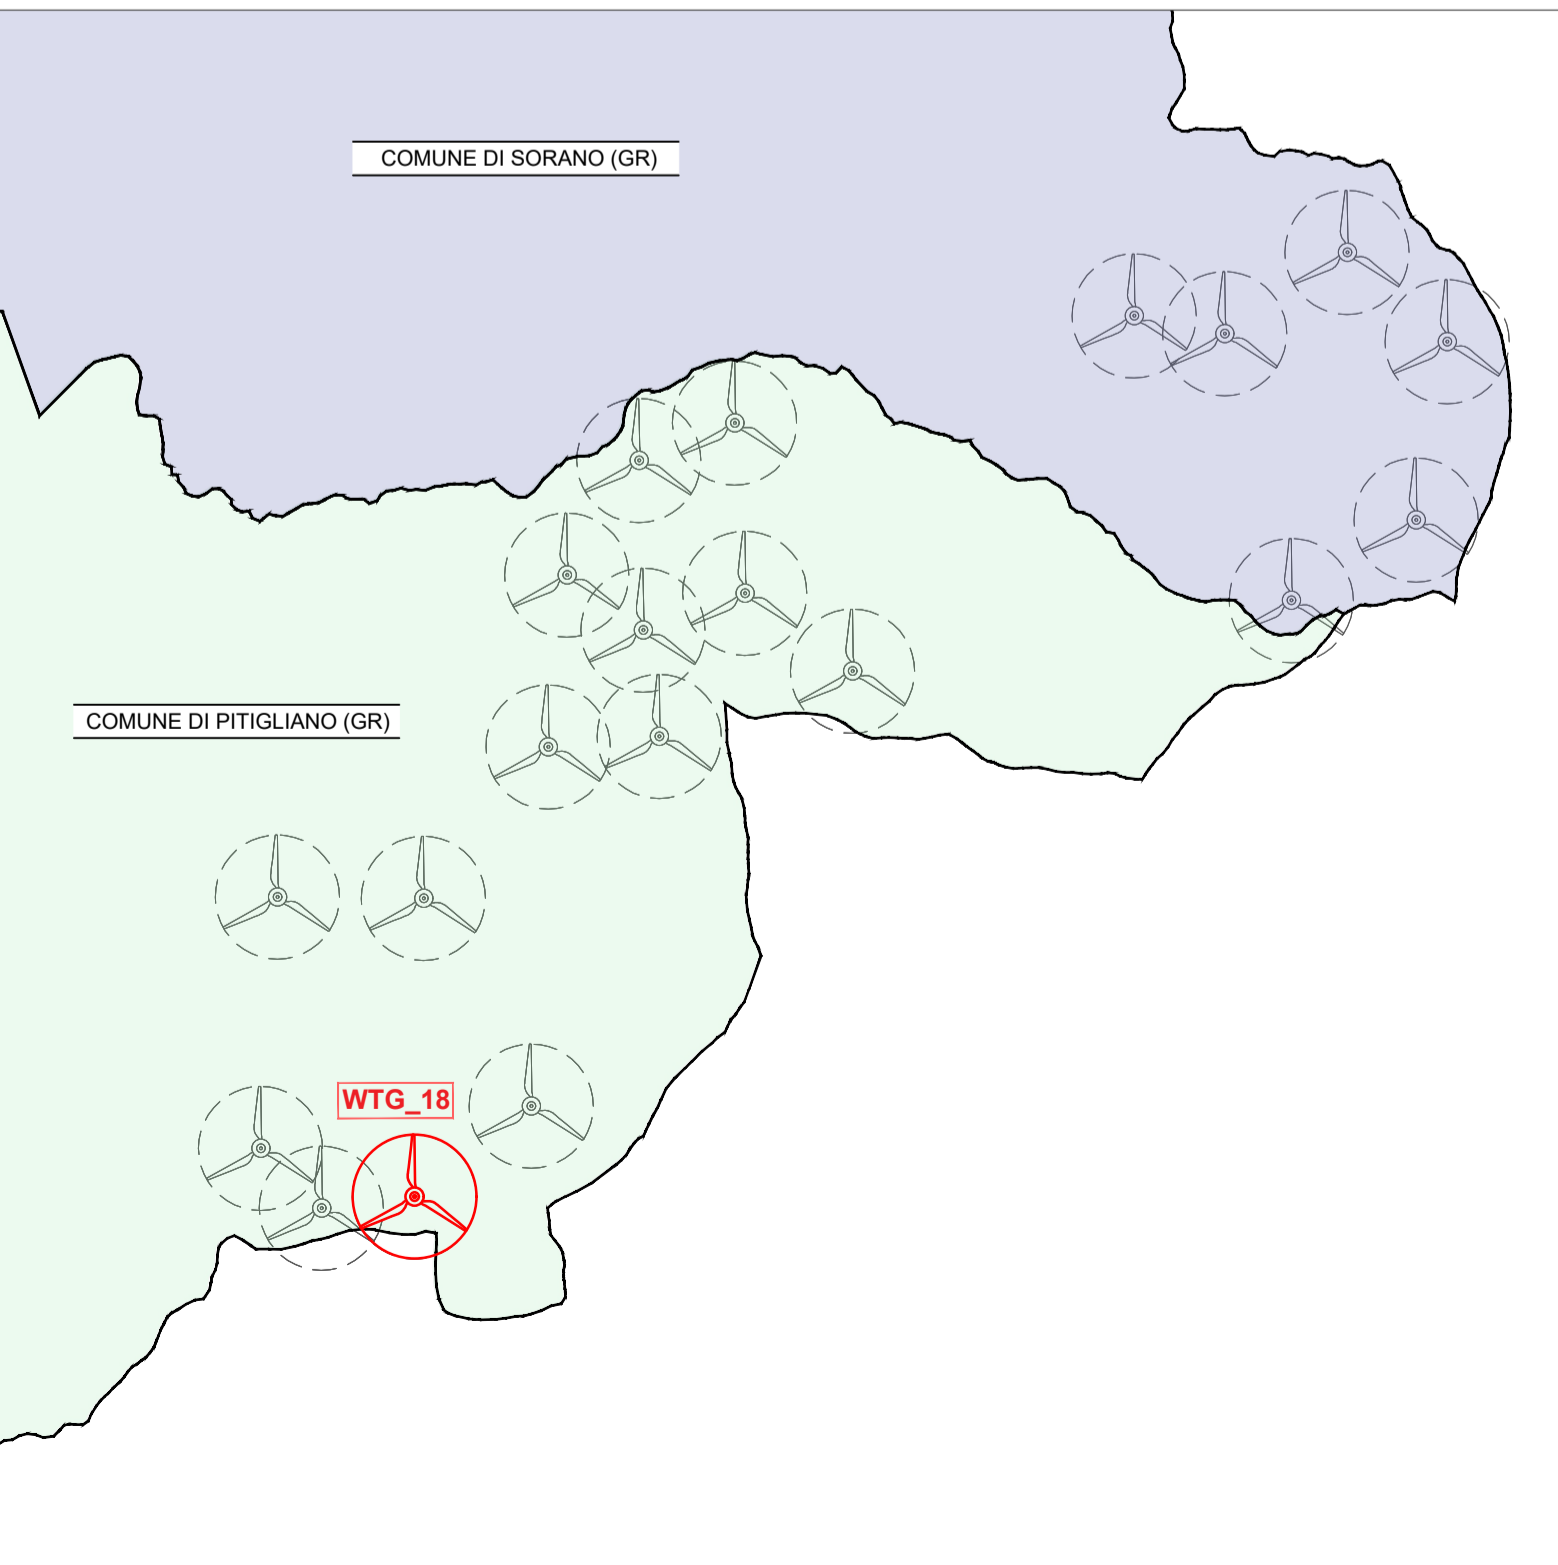 COMUNE DI SORANO (GR)
COMUNE DI PITIGLIANO (GR)
WTG_18